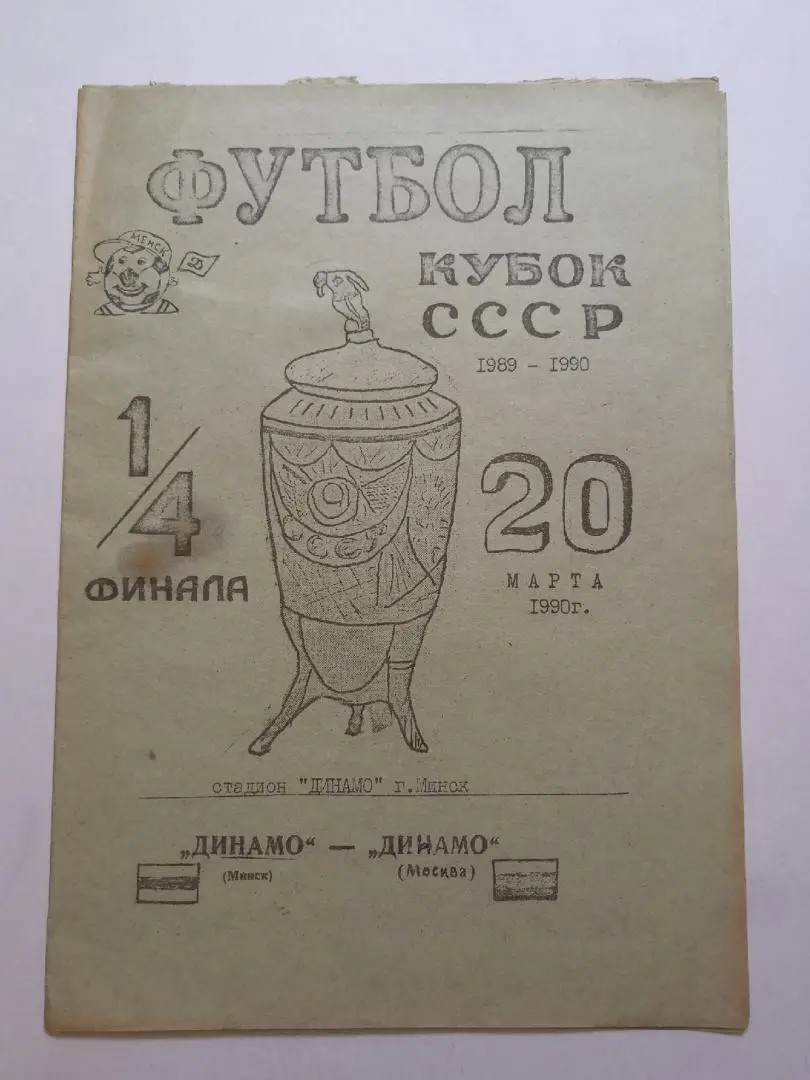 ФУТБОЛ
МЕНСК
КУБОК
СССР
1989 – 1990
1/4
ФИНАЛА
20
МАРТА
1990г.
СССР
стадион "ДИНАМО" г.Минск
„ДИНАМО“ — „ДИНАМО“
(Минск) (Москва)